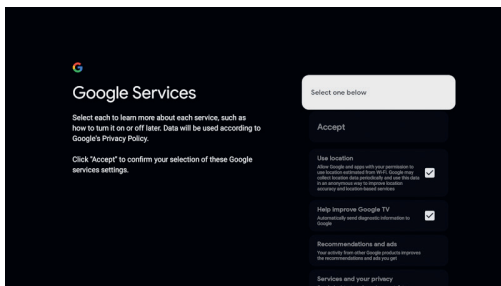 Google Services
Select each to learn more about each service, such as
how to turn it on or off later. Data will be used according to
Google's Privacy Policy.
Click "Accept" to confirm your selection of these Google
services settings.
Select one below
Accept
Use location
Allow Google and apps with your permission to
use location estimated from Wi-Fi. Google may
collect location data periodically and use this data
in an anonymous way to improve location
accuracy and location-based services
Help improve Google TV
Automatically send diagnostic information to
Google
Recommendations and ads
Your activity from other Google products improves
the recommendations and ads you get
Services and your privacy